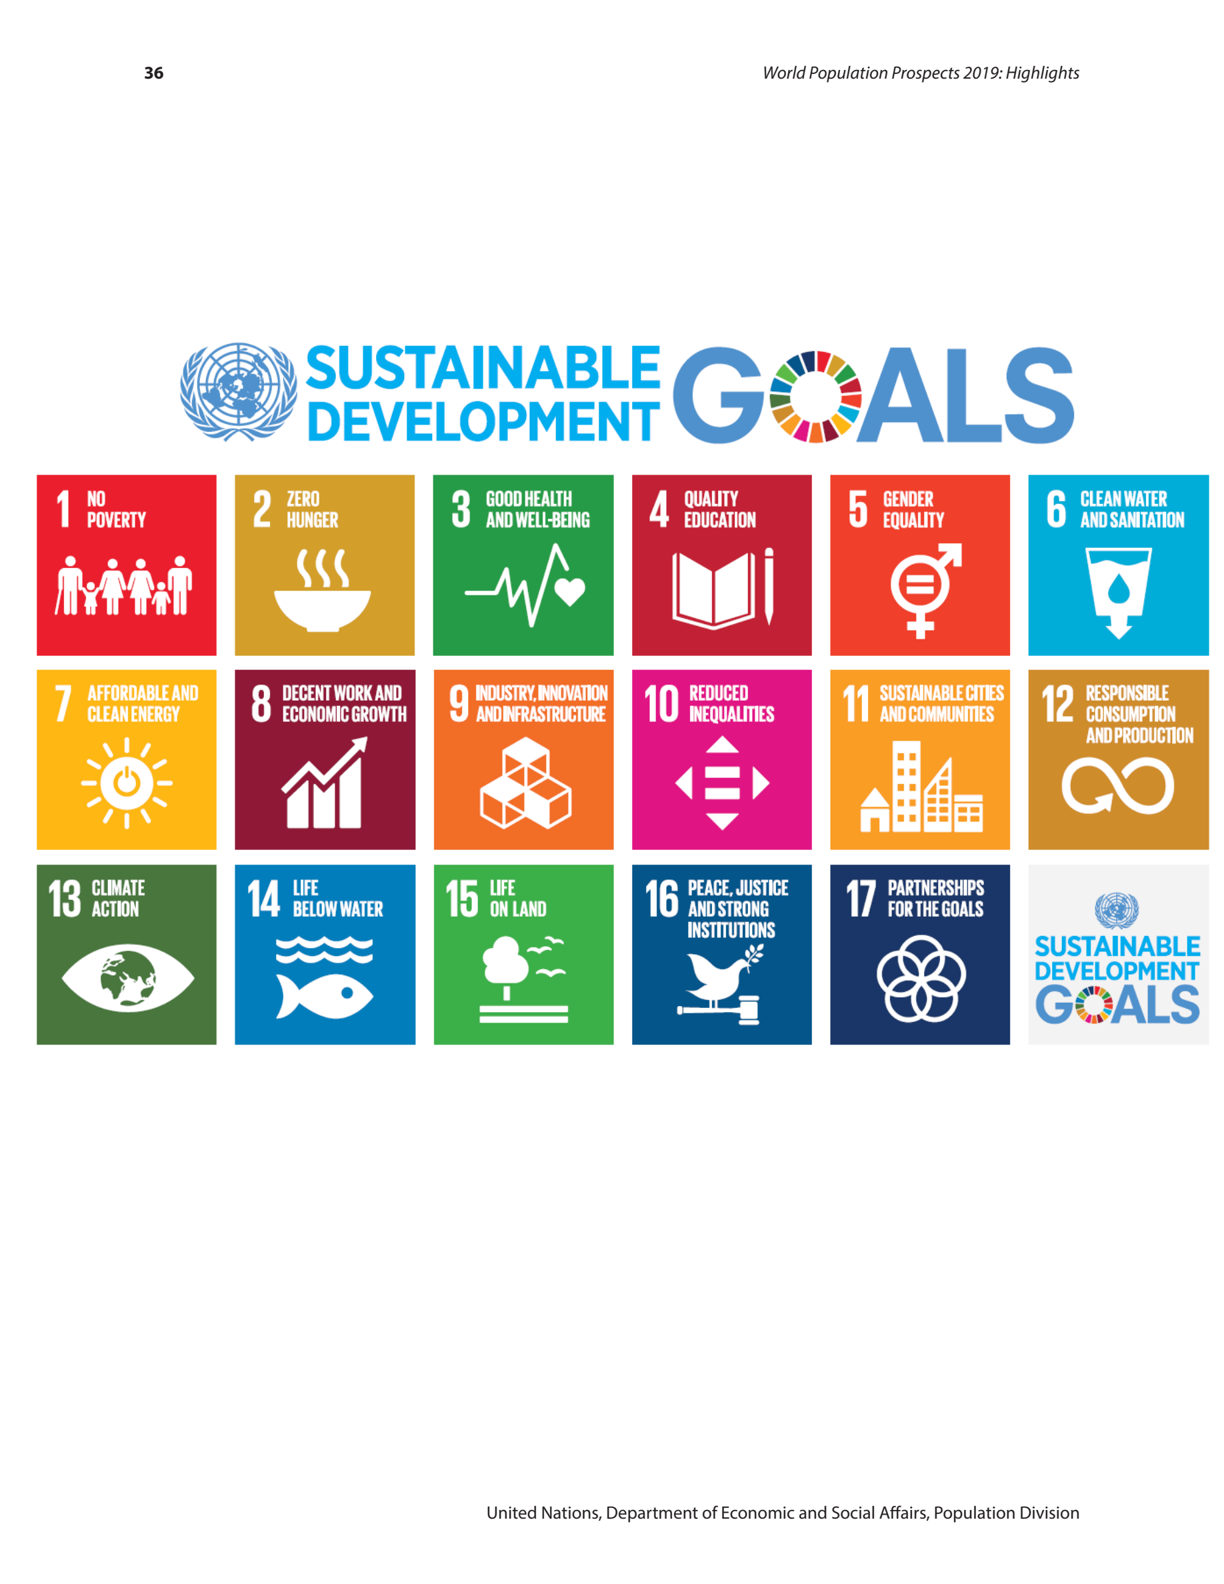 36
World Population Prospects 2019: Highlights
SUSTAINABLE
DEVELOPMENT
GOALS
1 NO
POVERTY
2 ZERO
HUNGER
3 GOOD HEALTH
AND WELL-BEING
4 QUALITY
EDUCATION
5 GENDER
EQUALITY
6 CLEAN WATER
AND SANITATION
7 AFFORDABLE AND
CLEAN ENERGY
8 DECENT WORK AND
ECONOMIC GROWTH
9 INDUSTRY, INNOVATION
AND INFRASTRUCTURE
10 REDUCED
INEQUALITIES
11 SUSTAINABLE CITIES
AND COMMUNITIES
12 RESPONSIBLE
CONSUMPTION
AND PRODUCTION
13 CLIMATE
ACTION
14 LIFE
BELOW WATER
15 LIFE
ON LAND
16 PEACE, JUSTICE
AND STRONG
INSTITUTIONS
17 PARTNERSHIPS
FOR THE GOALS
SUSTAINABLE
DEVELOPMENT
GOALS
United Nations, Department of Economic and Social Affairs, Population Division